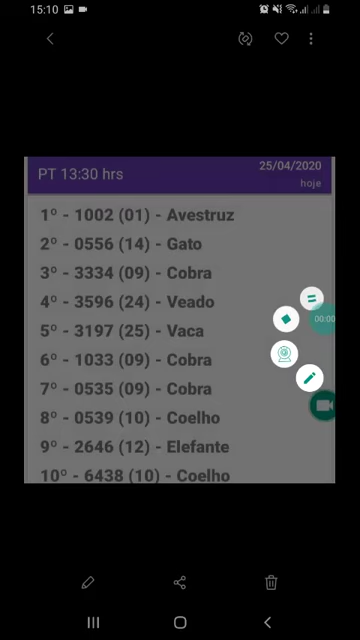 15:10
PT 13:30 hrs
25/04/2020
hoje
1º - 1002 (01) - Avestruz
2º - 0556 (14) - Gato
3º - 3334 (09) - Cobra
4º - 3596 (24) - Veado
5º - 3197 (25) - Vaca
6º - 1033 (09) - Cobra
7º - 0535 (09) - Cobra
8º - 0539 (10) - Coelho
9º - 2646 (12) - Elefante
10º - 6438 (10) - Coelho
00:00